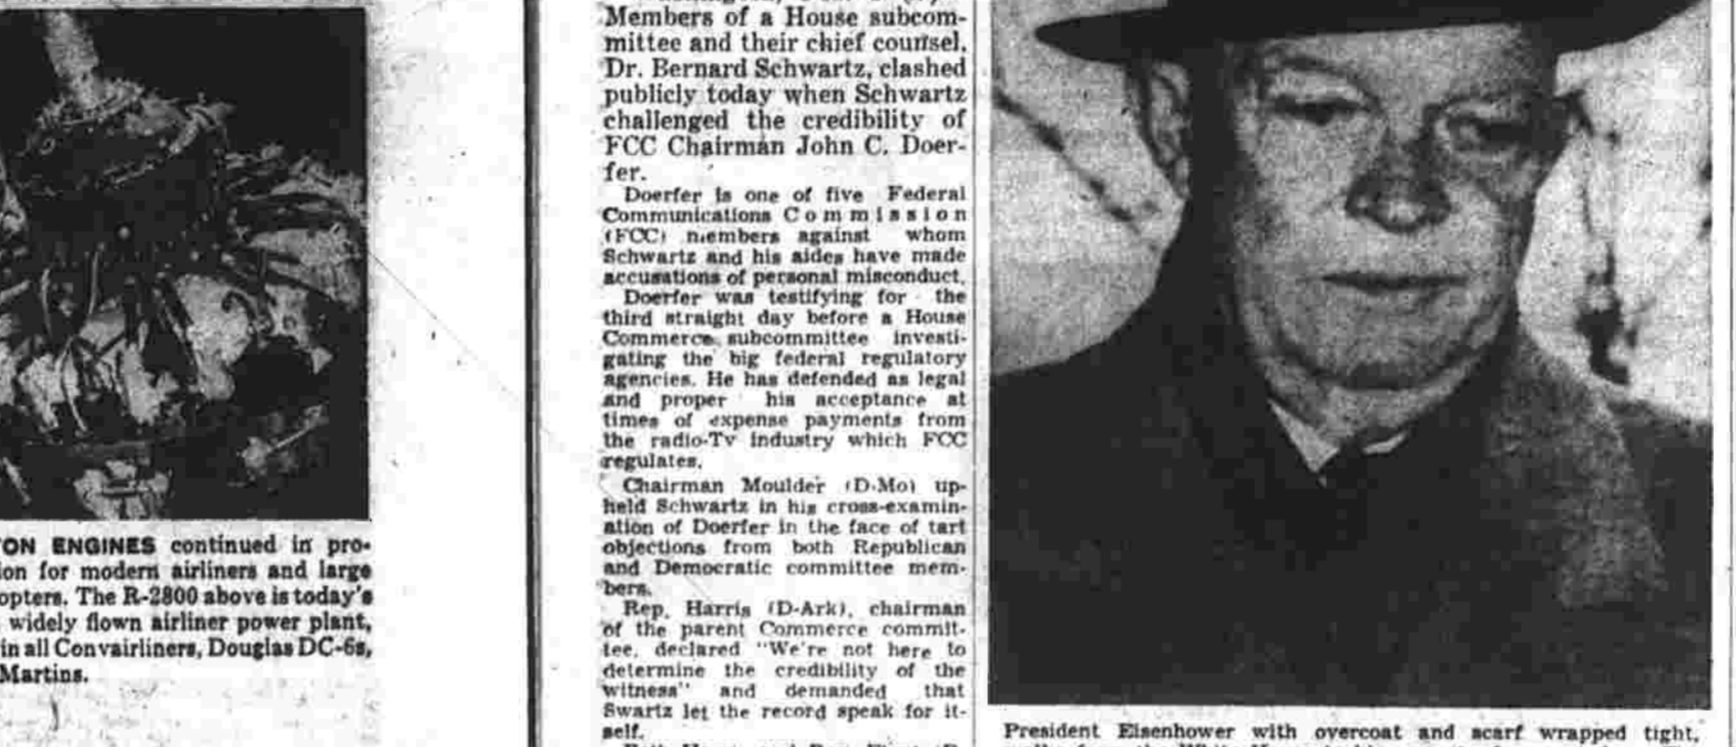 ON ENGINES continued in pro-
ion for modern airliners and large
opters. The R-2800 above is today's
widely flown airliner power plant,
in all Convairliners, Douglas DC-6s,
Martins.
Members of a House subcom-
mittee and their chief counsel,
Dr. Bernard Schwartz, clashed
publicly today when Schwartz
challenged the credibility of
FCC Chairman John C. Doer-
fer.
Doerfer is one of five Federal
Communications Commission
(FCC) members against whom
Schwartz and his aides have made
accusations of personal misconduct.
Doerfer was testifying for the
third straight day before a House
Commerce subcommittee investi-
gating the big federal regulatory
agencies. He has defended as legal
and proper his acceptance at
times of expense payments from
the radio-Tv industry which FCC
regulates.
Chairman Moulder (D-Mo) up-
held Schwartz in his cross-examin-
ation of Doerfer in the face of tart
objections from both Republican
and Democratic committee mem-
bers.
Rep. Harris (D-Ark), chairman
of the parent Commerce commit-
tee, declared "We're not here to
determine the credibility of the
witness" and demanded that
Swartz let the record speak for it-
self.
President Eisenhower with overcoat and scarf wrapped tight,